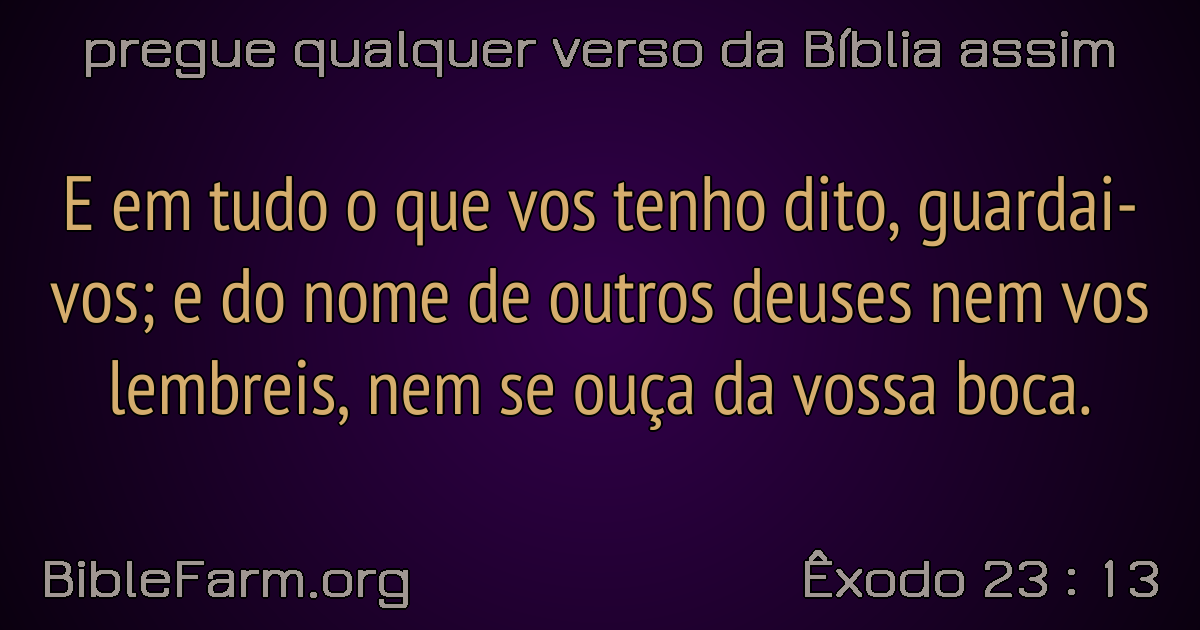 pregue qualquer verso da Bíblia assim
E em tudo o que vos tenho dito, guardai-
vos; e do nome de outros deuses nem vos
lembreis, nem se ouça da vossa boca.
BibleFarm.org
Êxodo 23 : 13